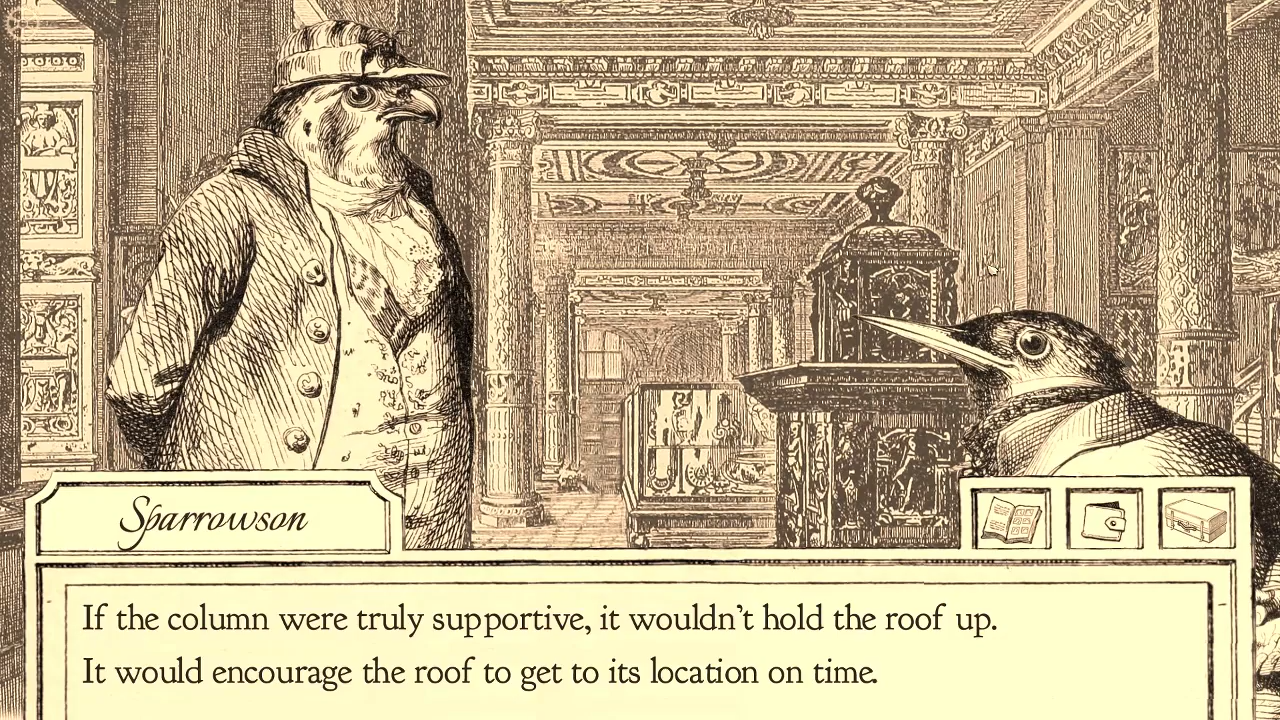 Sparrowson
If the column were truly supportive, it wouldn't hold the roof up.
It would encourage the roof to get to its location on time.